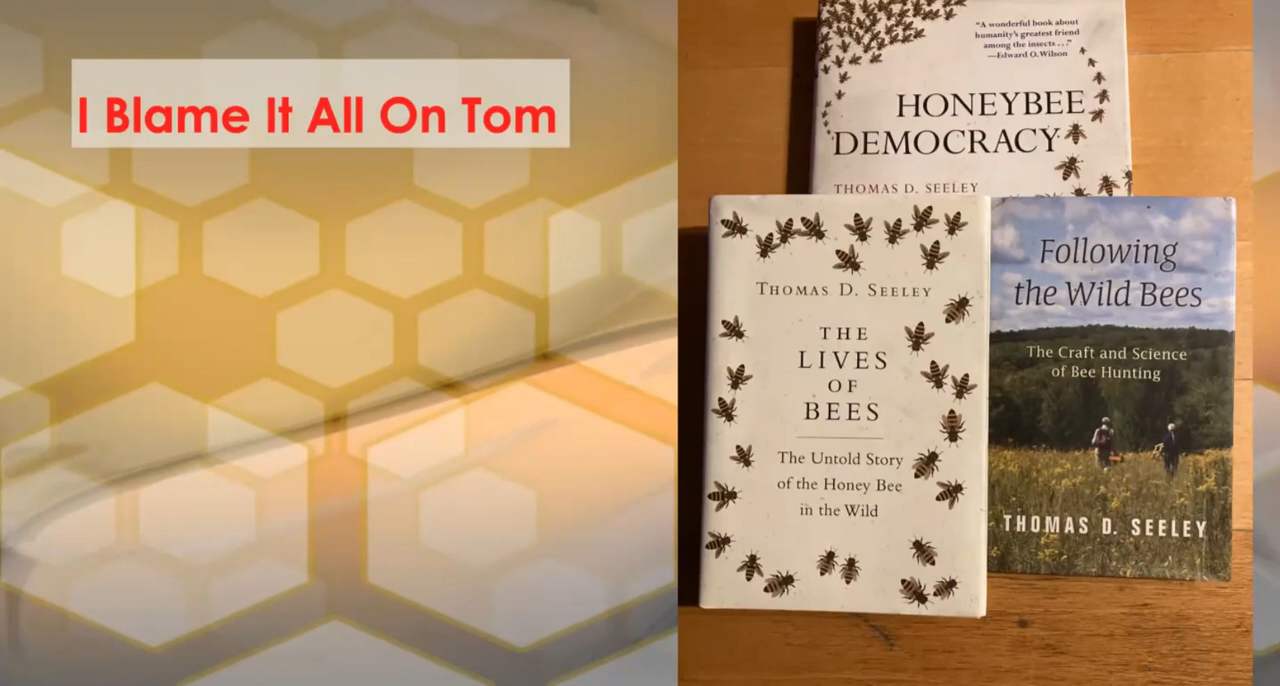 I Blame It All On Tom
"A wonderful book about
humanity's greatest friend
among the insects . . ."
—Edward O. Wilson
HONEYBEE
DEMOCRACY
THOMAS D. SEELEY
THOMAS D. SEELEY
THE
LIVES
OF
BEES
The Untold Story
of the Honey Bee
in the Wild
Following
the Wild Bees
The Craft and Science
of Bee Hunting
THOMAS D. SEELEY